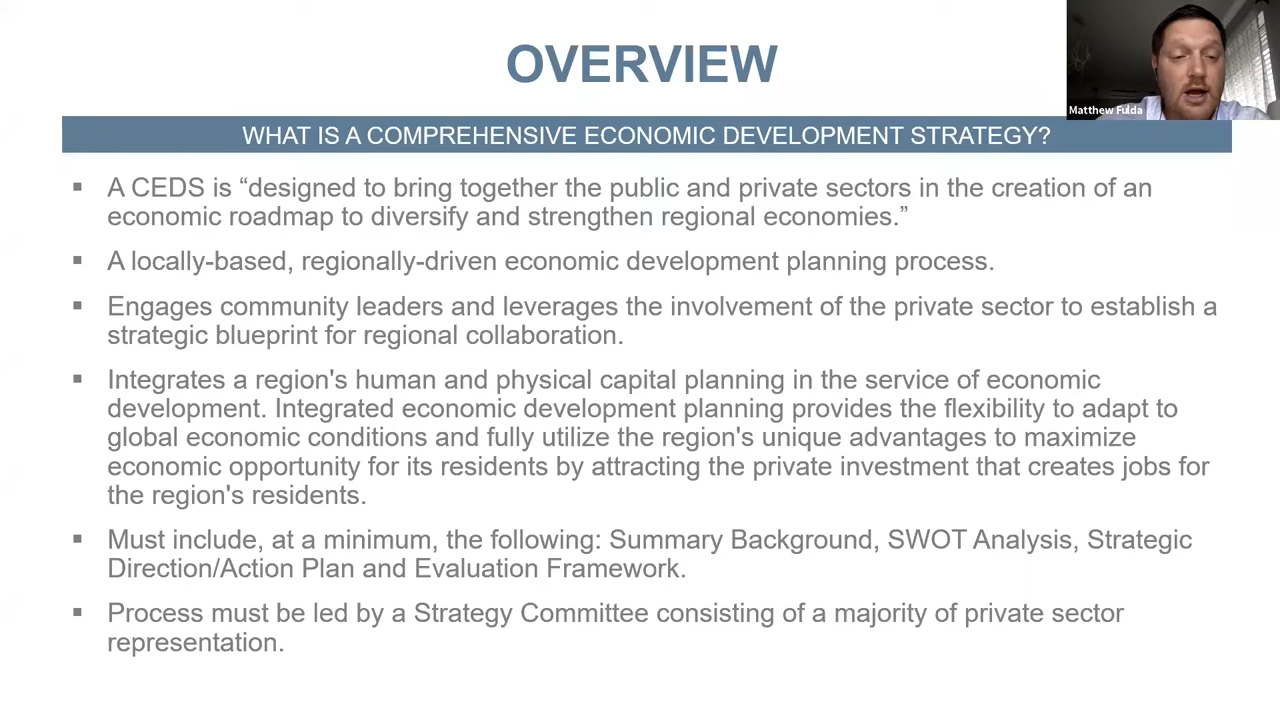 OVERVIEW
Matthew Fulda
WHAT IS A COMPREHENSIVE ECONOMIC DEVELOPMENT STRATEGY?
▪ A CEDS is “designed to bring together the public and private sectors in the creation of an
economic roadmap to diversify and strengthen regional economies.”
▪ A locally-based, regionally-driven economic development planning process.
▪ Engages community leaders and leverages the involvement of the private sector to establish a
strategic blueprint for regional collaboration.
▪ Integrates a region's human and physical capital planning in the service of economic
development. Integrated economic development planning provides the flexibility to adapt to
global economic conditions and fully utilize the region's unique advantages to maximize
economic opportunity for its residents by attracting the private investment that creates jobs for
the region's residents.
▪ Must include, at a minimum, the following: Summary Background, SWOT Analysis, Strategic
Direction/Action Plan and Evaluation Framework.
▪ Process must be led by a Strategy Committee consisting of a majority of private sector
representation.